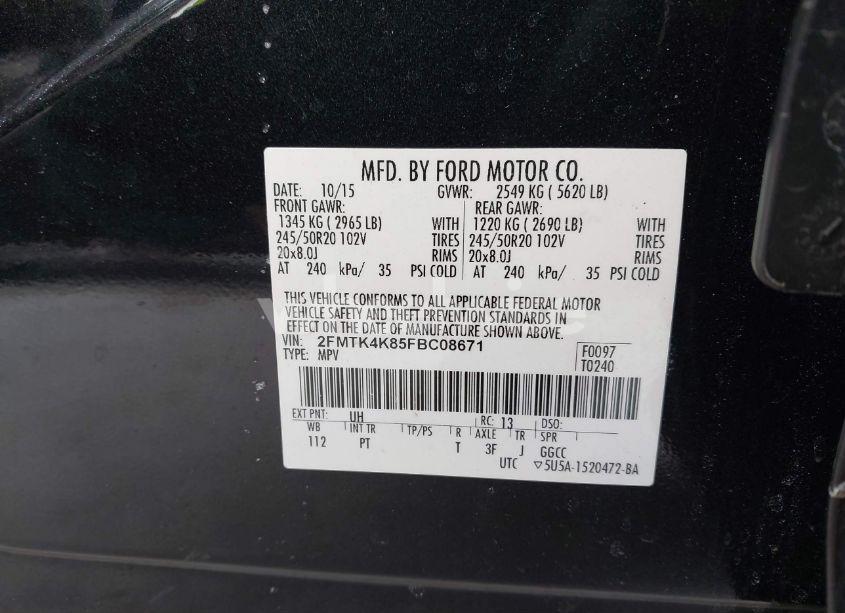 MFD. BY FORD MOTOR CO.
DATE: 10/15 GVWR: 2549 KG ( 5620 LB)
FRONT GAWR: REAR GAWR:
1345 KG ( 2965 LB) WITH 1220 KG ( 2690 LB) WITH
245/50R20 102V TIRES 245/50R20 102V TIRES
20x8.0J RIMS 20x8.0J RIMS
AT 240 kPa/ 35 PSI COLD AT 240 kPa/ 35 PSI COLD
THIS VEHICLE CONFORMS TO ALL APPLICABLE FEDERAL MOTOR
VEHICLE SAFETY AND THEFT PREVENTION STANDARDS IN
EFFECT ON THE DATE OF MANUFACTURE SHOWN ABOVE.
VIN: 2FMTK4K85FBC08671
TYPE: MPV
F0097
T0240
EXT PNT: UH RC: 13 DSO:
WB INT TR TP/PS R AXLE TR SPR
112 PT T 3F J GGCC
UTC ▽5U5A-1520472-BA